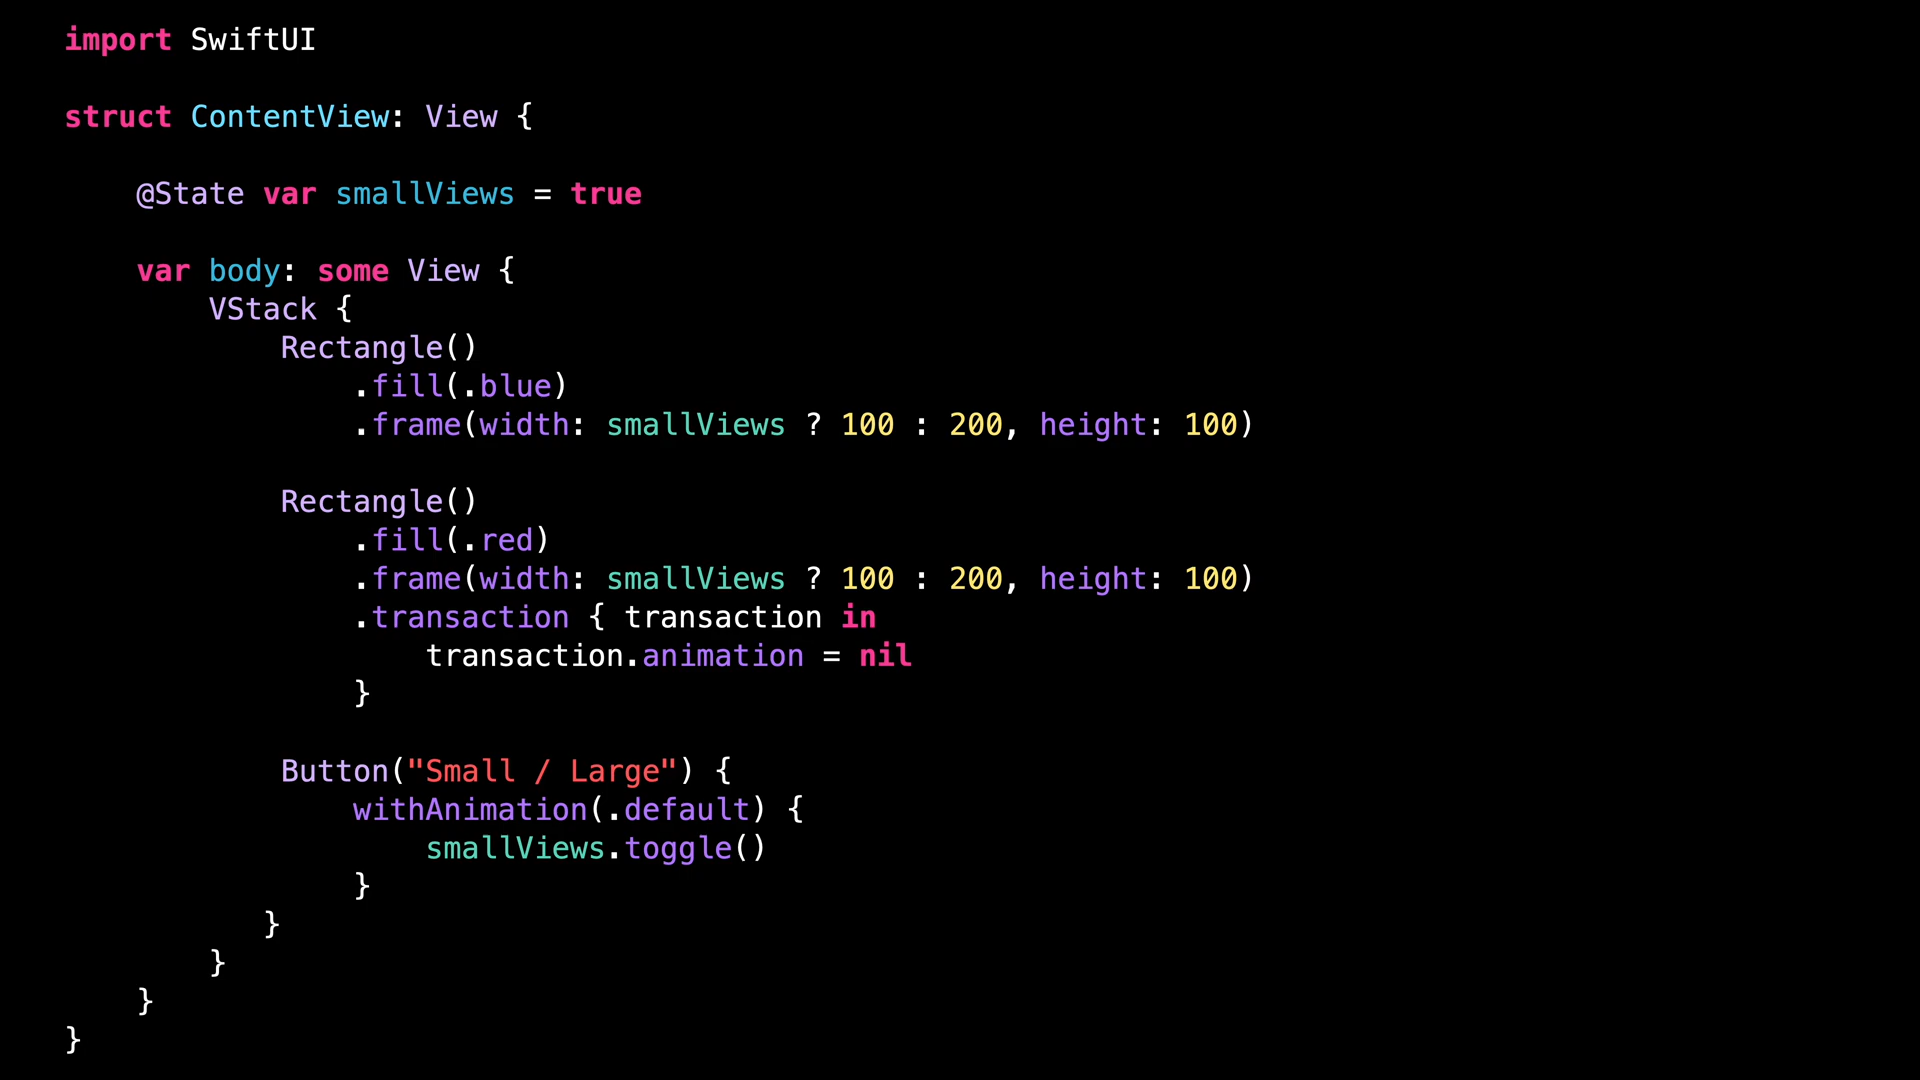 import SwiftUI
struct ContentView: View {
@State var smallViews = true
var body: some View {
VStack {
Rectangle()
.fill(.blue)
.frame(width: smallViews ? 100 : 200, height: 100)
Rectangle()
.fill(.red)
.frame(width: smallViews ? 100 : 200, height: 100)
.transaction { transaction in
transaction.animation = nil
}
Button("Small / Large") {
withAnimation(.default) {
smallViews.toggle()
}
}
}
}
}